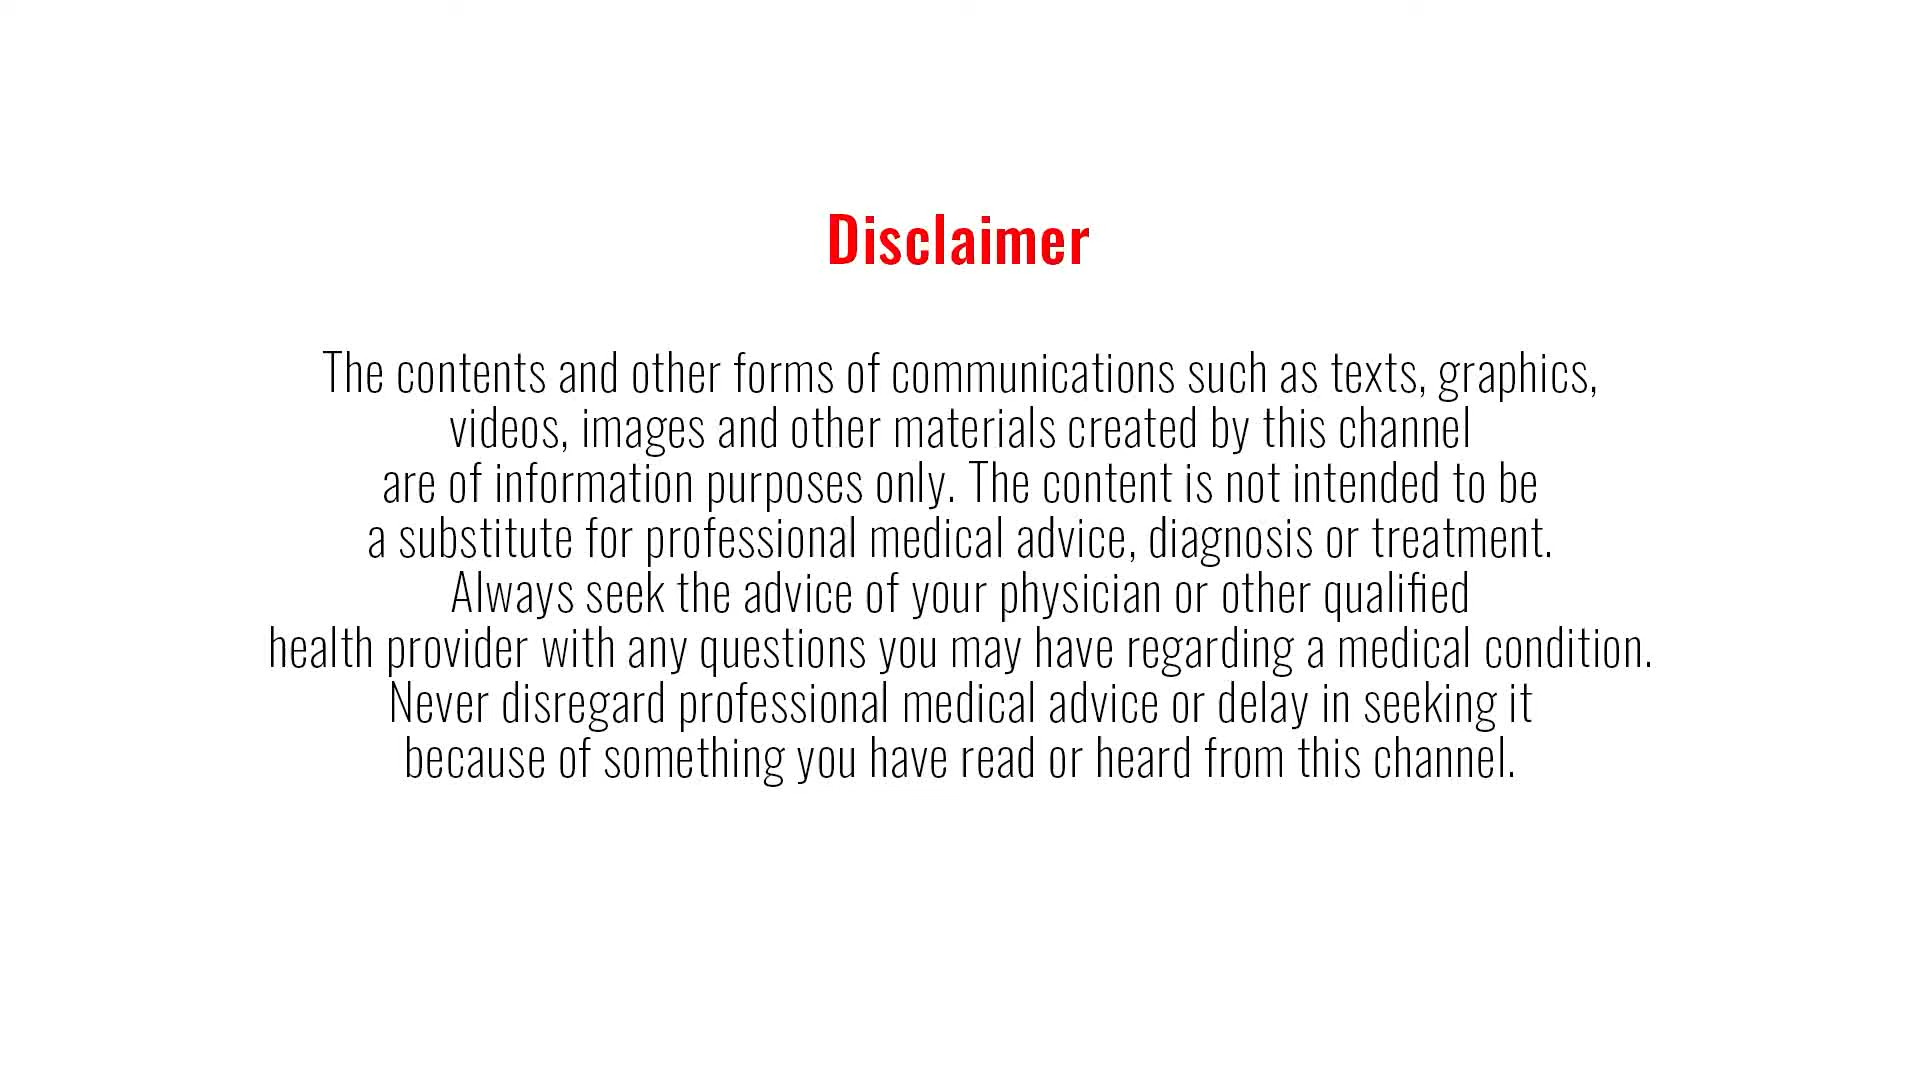 Disclaimer
The contents and other forms of communications such as texts, graphics,
videos, images and other materials created by this channel
are of information purposes only. The content is not intended to be
a substitute for professional medical advice, diagnosis or treatment.
Always seek the advice of your physician or other qualified
health provider with any questions you may have regarding a medical condition.
Never disregard professional medical advice or delay in seeking it
because of something you have read or heard from this channel.